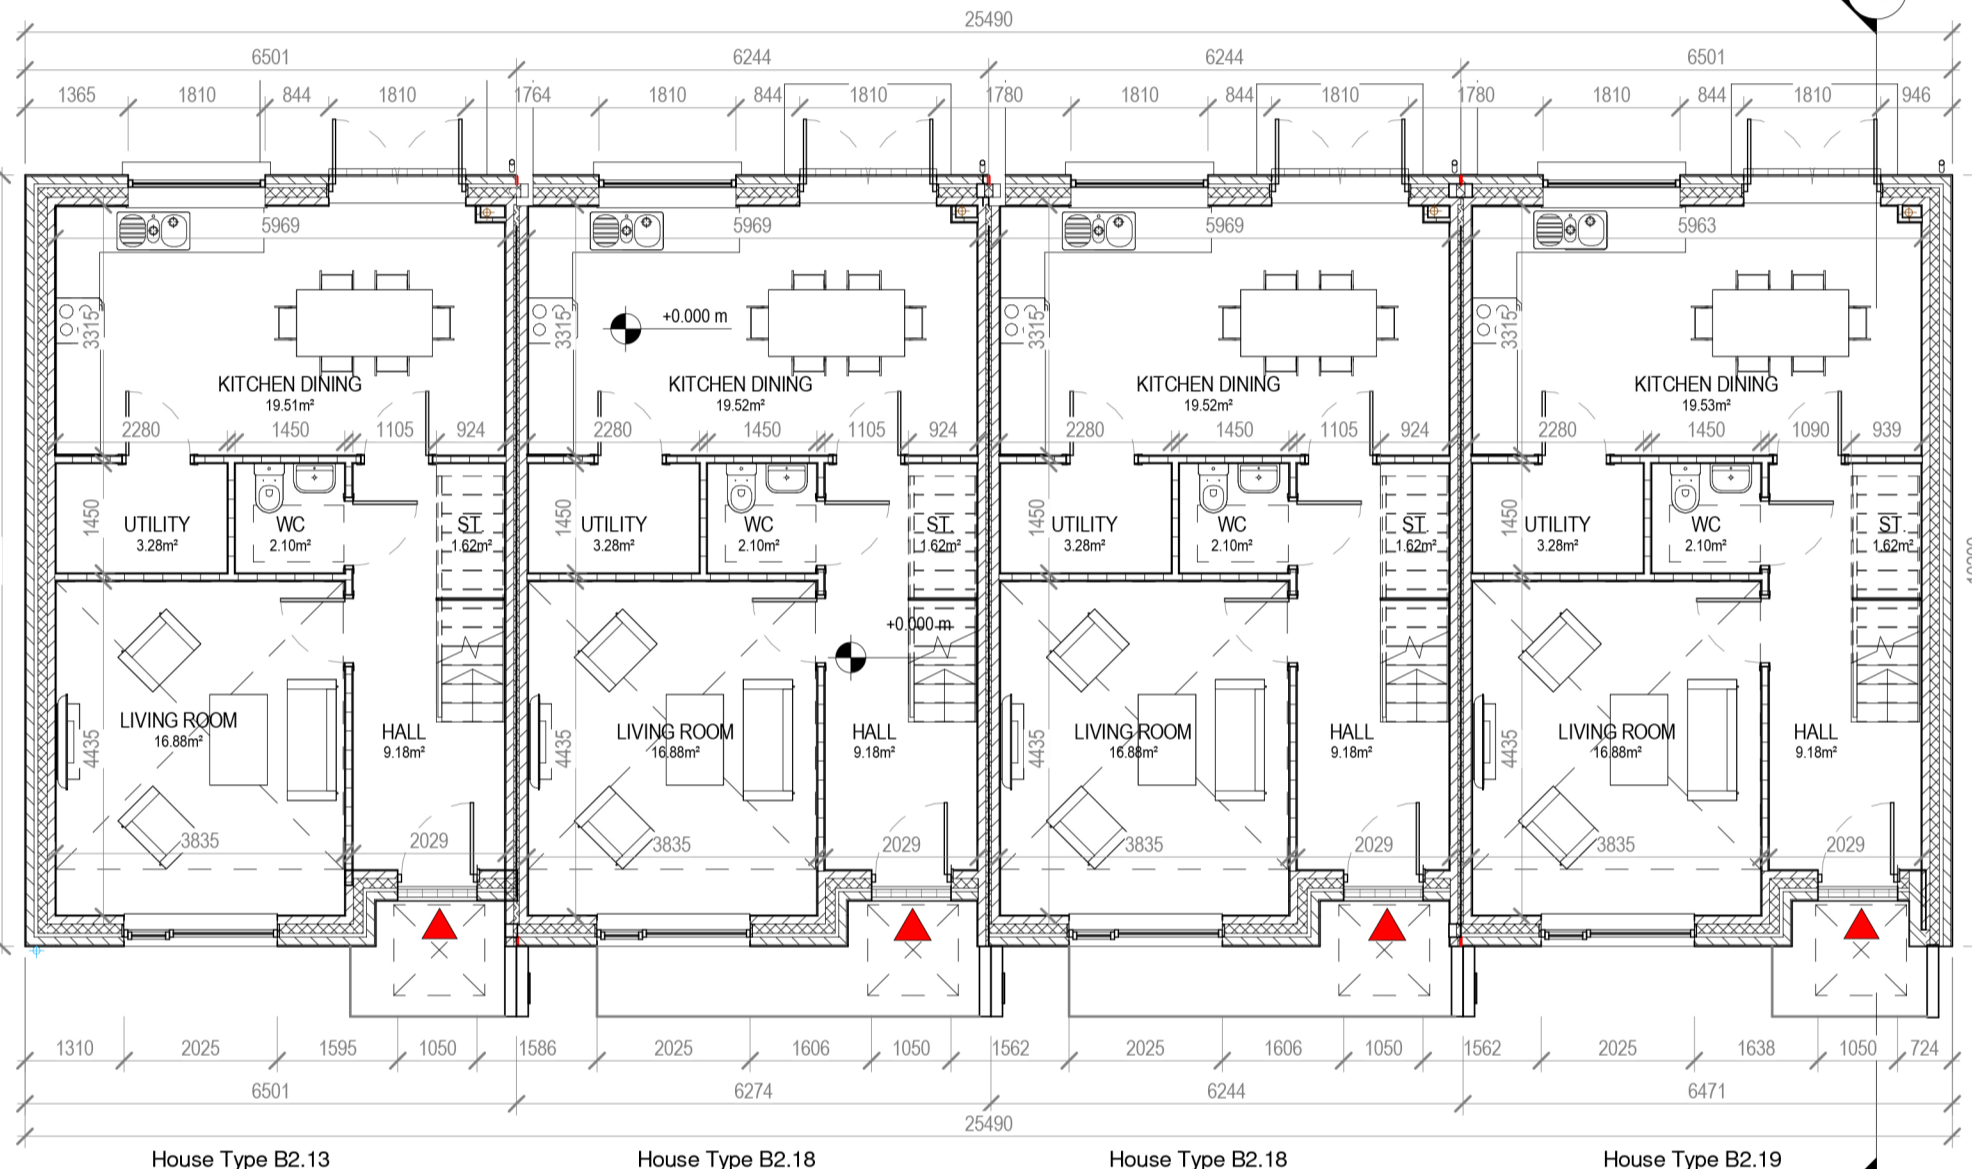 25490
6501 6244 6244 6501
1365 1810 844 1810 1764 1810 844 1810 1780 1810 844 1810 1780 1810 844 1810 946
5969 5969 5969 5963
+0.000 m
3315 3315 3315 3315
KITCHEN DINING KITCHEN DINING KITCHEN DINING KITCHEN DINING
19.51m² 19.52m² 19.52m² 19.53m²
2280 1450 1105 924 2280 1450 1105 924 2280 1450 1105 924 2280 1450 1090 939
1450 1450 1450 1450
UTILITY WC ST. UTILITY WC ST. UTILITY WC ST. UTILITY WC ST.
3.28m² 2.10m² 1.62m² 3.28m² 2.10m² 1.62m² 3.28m² 2.10m² 1.62m² 3.28m² 2.10m² 1.62m²
+0.000 m
LIVING ROOM HALL LIVING ROOM HALL LIVING ROOM HALL LIVING ROOM HALL
16.88m² 9.18m² 16.88m² 9.18m² 16.88m² 9.18m² 16.88m² 9.18m²
4435 4435 4435 4435
3835 2029 3835 2029 3835 2029 3835 2029
1310 2025 1595 1050 1586 2025 1606 1050 1562 2025 1606 1050 1562 2025 1638 1050 724
6501 6274 6244 6471
25490
House Type B2.13 House Type B2.18 House Type B2.18 House Type B2.19